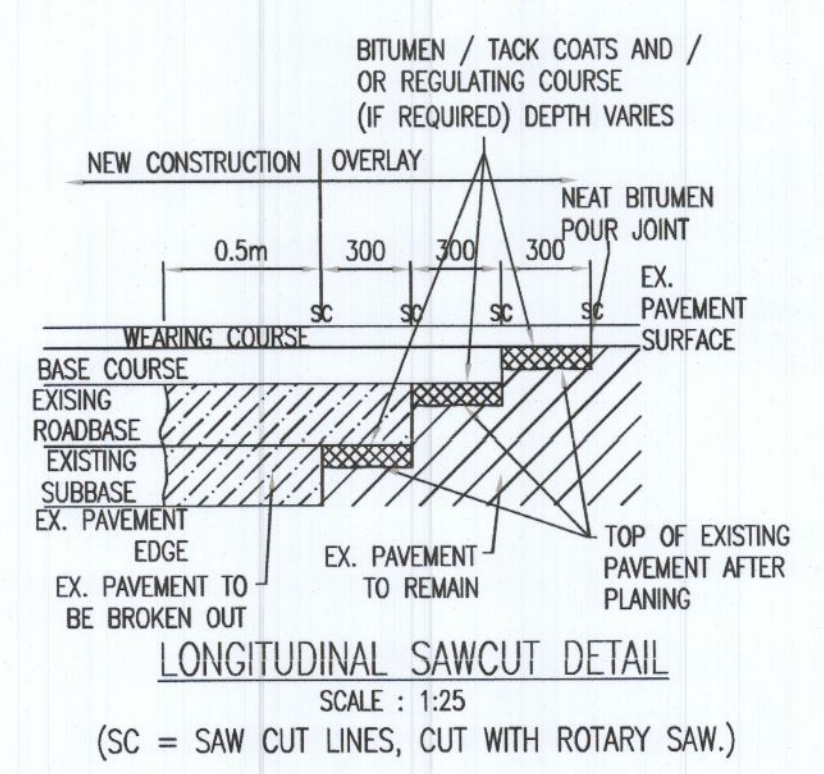 BITUMEN / TACK COATS AND /
OR REGULATING COURSE
(IF REQUIRED) DEPTH VARIES
NEW CONSTRUCTION
OVERLAY
NEAT BITUMEN
POUR JOINT
0.5m
300
300
300
EX.
PAVEMENT
SURFACE
SC
SC
SC
SC
WEARING COURSE
BASE COURSE
EXISING
ROADBASE
EXISTING
SUBBASE
EX. PAVEMENT
EDGE
EX. PAVEMENT TO
BE BROKEN OUT
EX. PAVEMENT
TO REMAIN
TOP OF EXISTING
PAVEMENT AFTER
PLANING
LONGITUDINAL SAWCUT DETAIL
SCALE : 1:25
(SC = SAW CUT LINES, CUT WITH ROTARY SAW.)